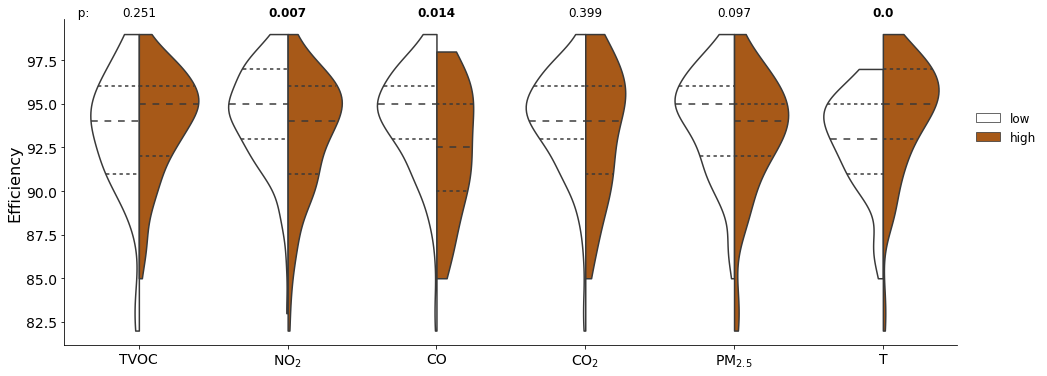 p: 0.251 0.007 0.014 0.399 0.097 0.0
97.5
95.0
92.5
90.0
87.5
85.0
82.5
Efficiency
low
high
TVOC NO₂ CO CO₂ PM₂.₅ T